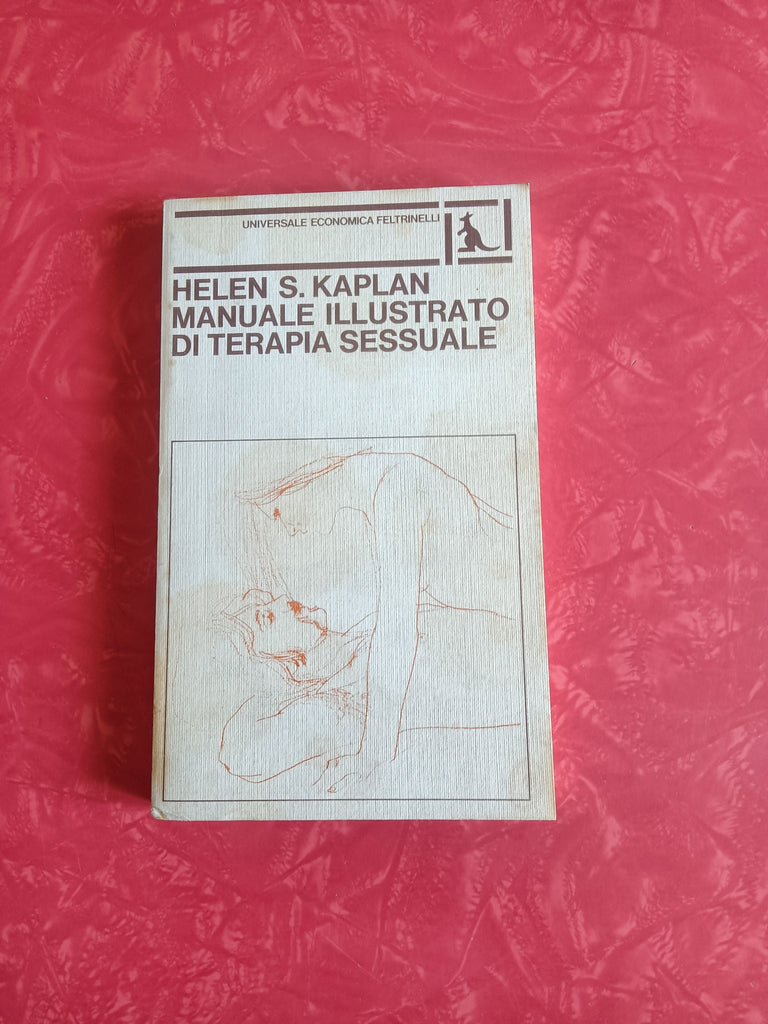 UNIVERSALE ECONOMICA FELTRINELLI
HELEN S. KAPLAN
MANUALE ILLUSTRATO
DI TERAPIA SESSUALE